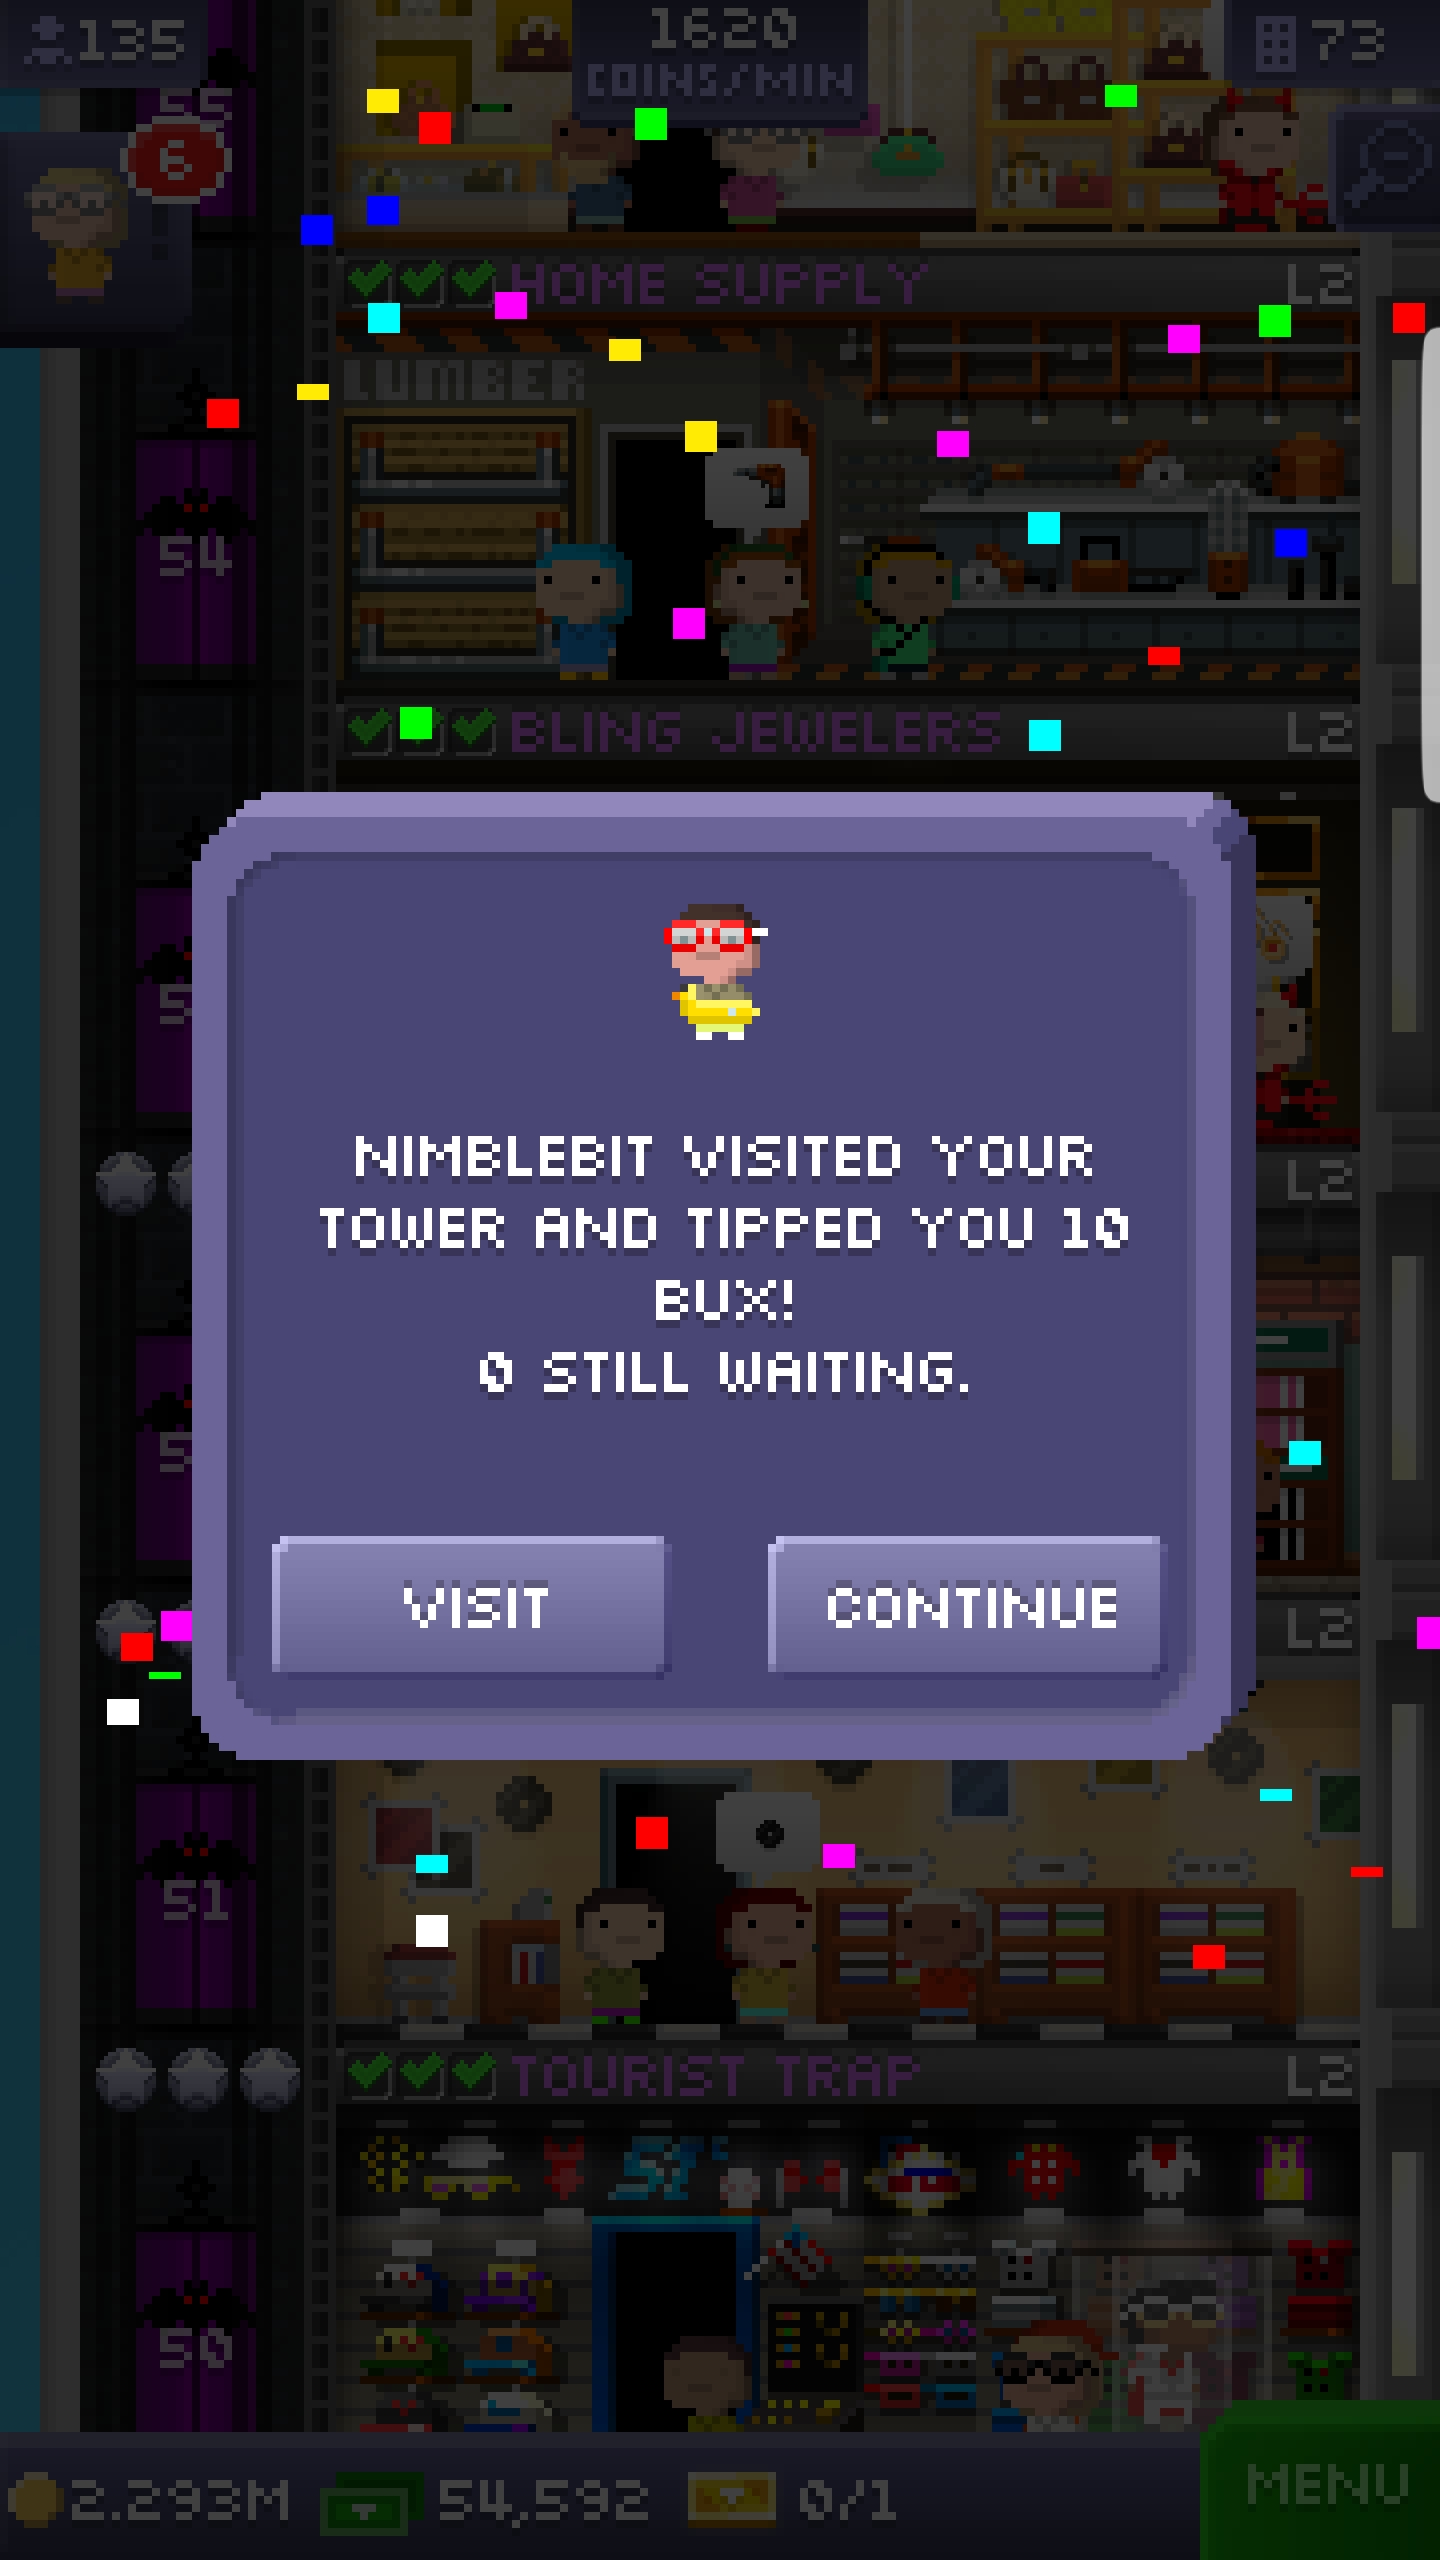 135
1620
COINS/MIN
73
55
6
HOME SUPPLY
L2
LUMBER
54
BLING JEWELERS
L2
L2
NIMBLEBIT VISITED YOUR
TOWER AND TIPPED YOU 10
BUX!
0 STILL WAITING.
VISIT
CONTINUE
L2
51
TOURIST TRAP
L2
50
2.293M
54,592
0/1
MENU